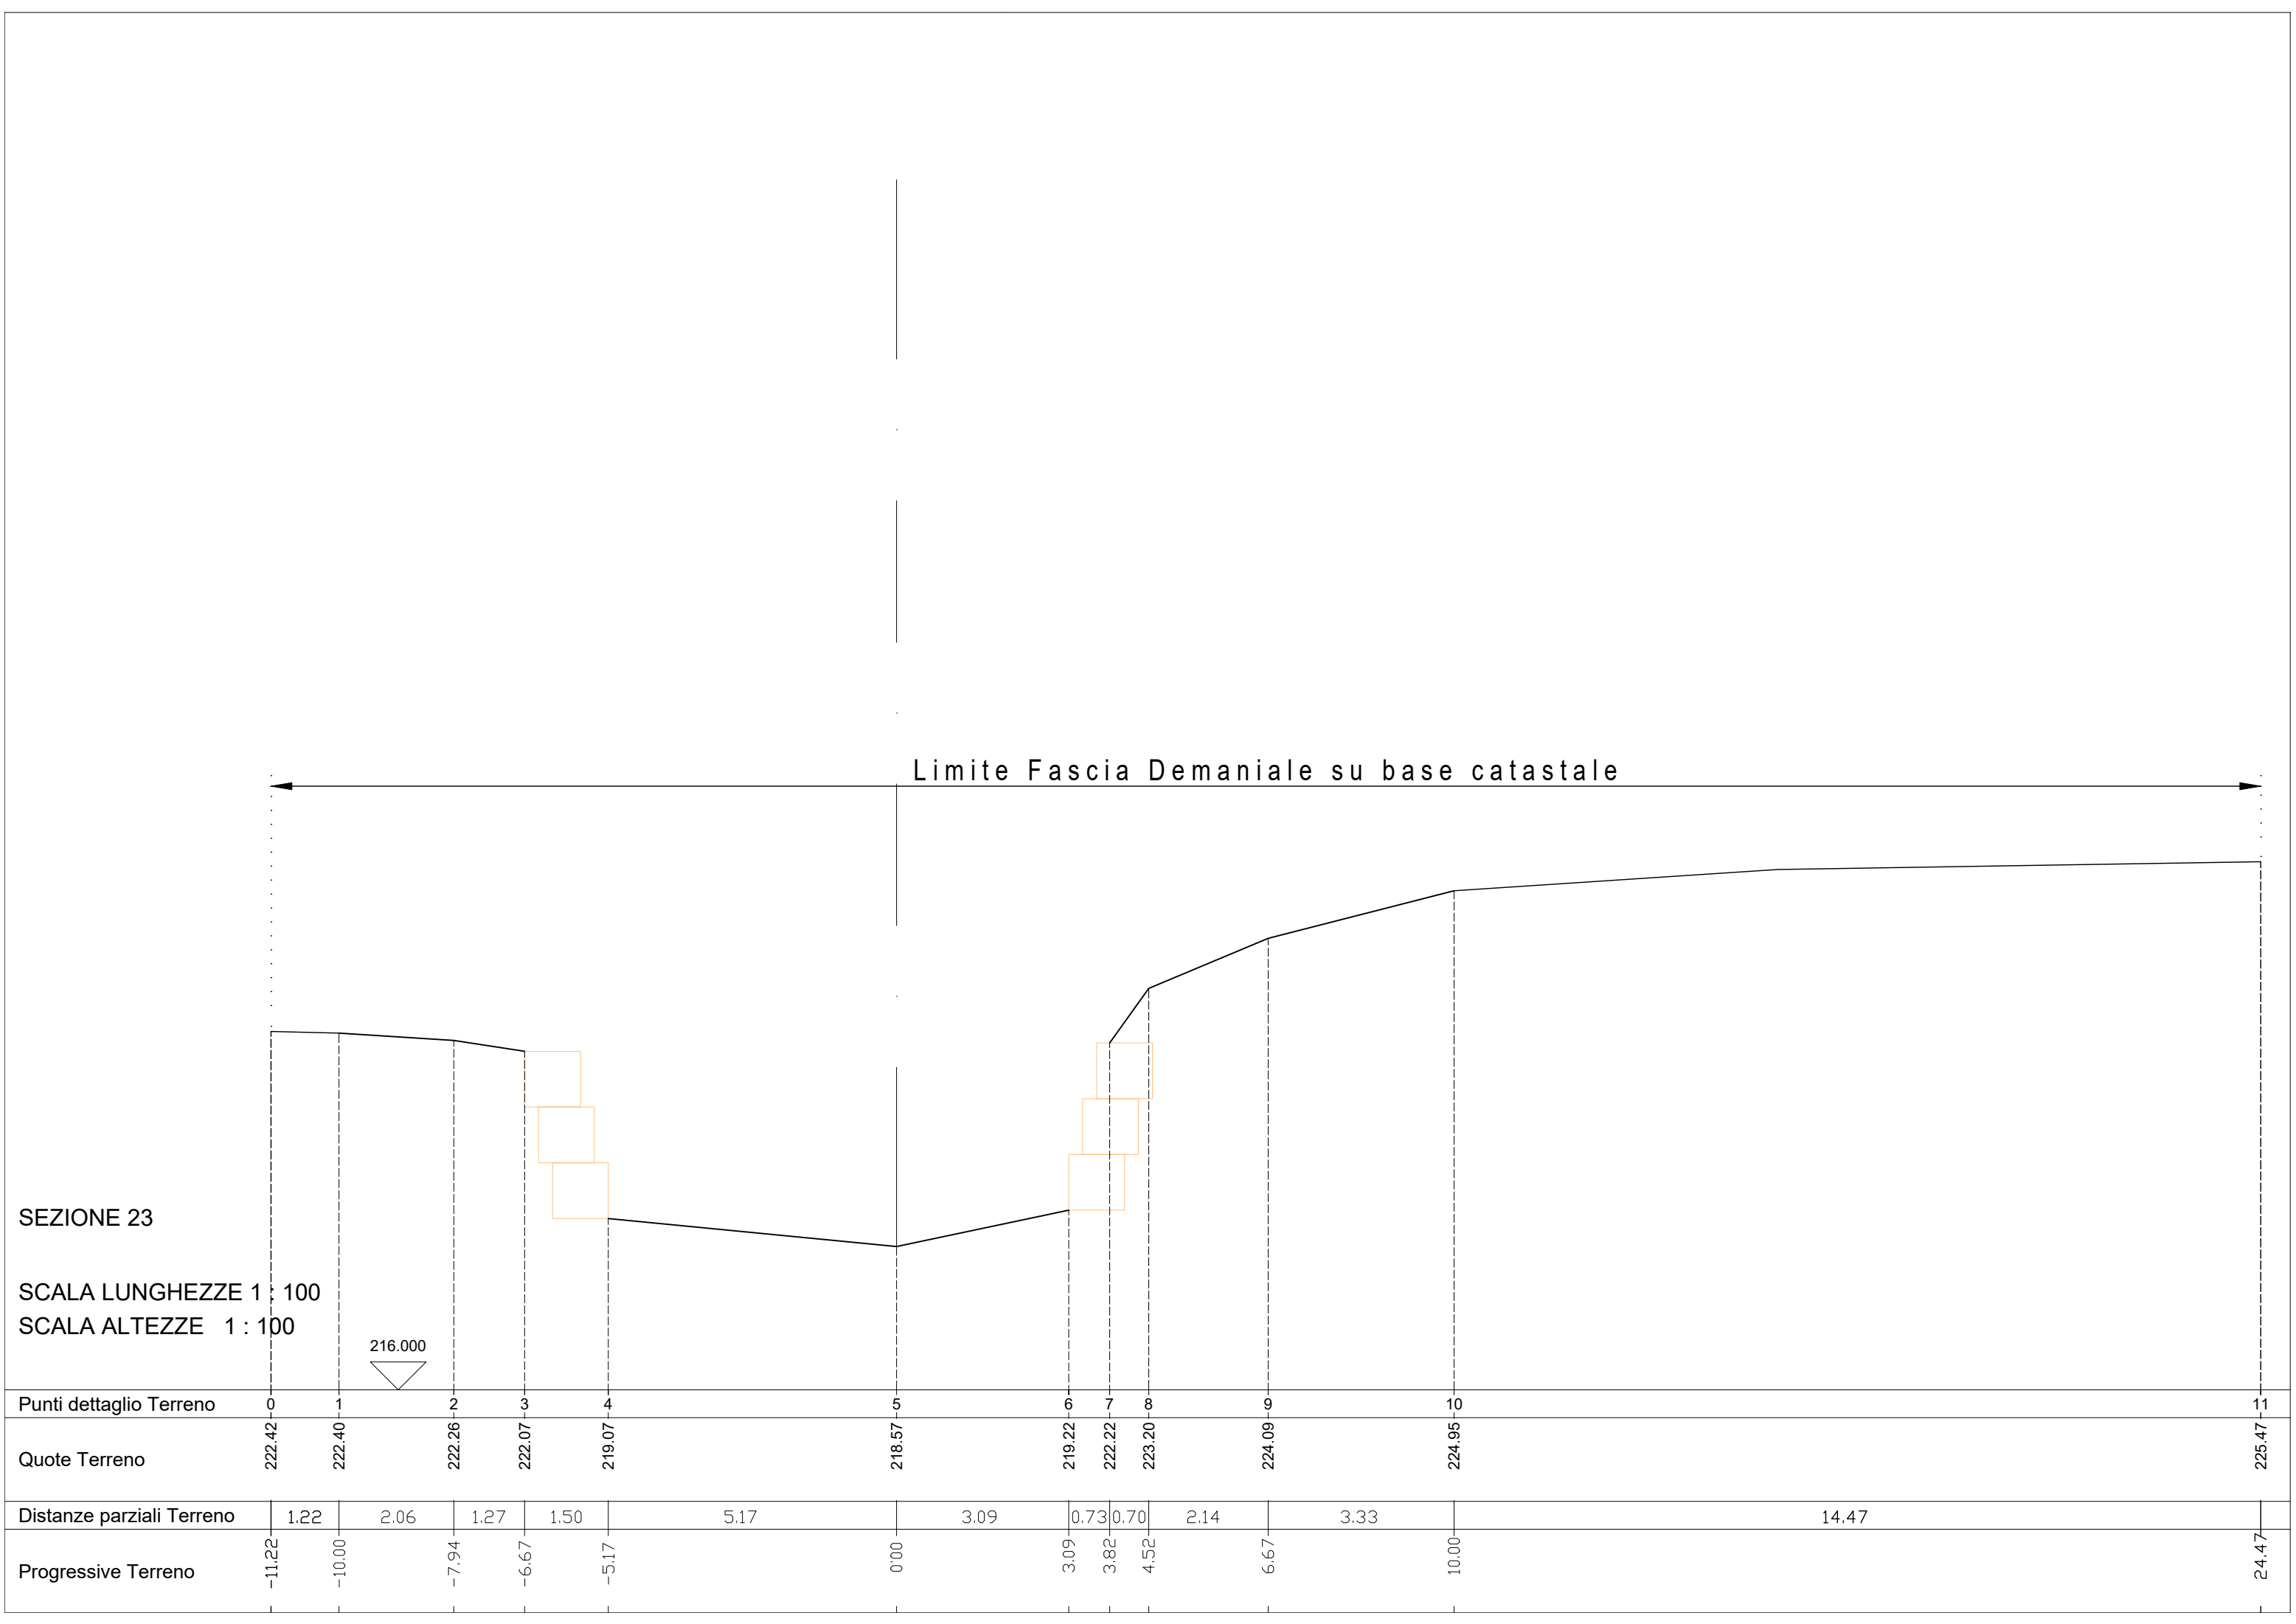 Limite Fascia Demaniale su base catastale
SEZIONE 23
SCALA LUNGHEZZE 1 : 100
SCALA ALTEZZE 1 : 100
216.000
Punti dettaglio Terreno 0 1 2 3 4 5 6 7 8 9 10 11
Quote Terreno 222.42 222.40 222.26 222.07 219.07 218.57 219.22 222.22 223.20 224.09 224.95 225.47
Distanze parziali Terreno 1.22 2.06 1.27 1.50 5.17 3.09 0.73 0.70 2.14 3.33 14.47
Progressive Terreno -11.22 -10.00 -7.94 -6.67 -5.17 0.00 3.09 3.82 4.52 6.67 10.00 24.47